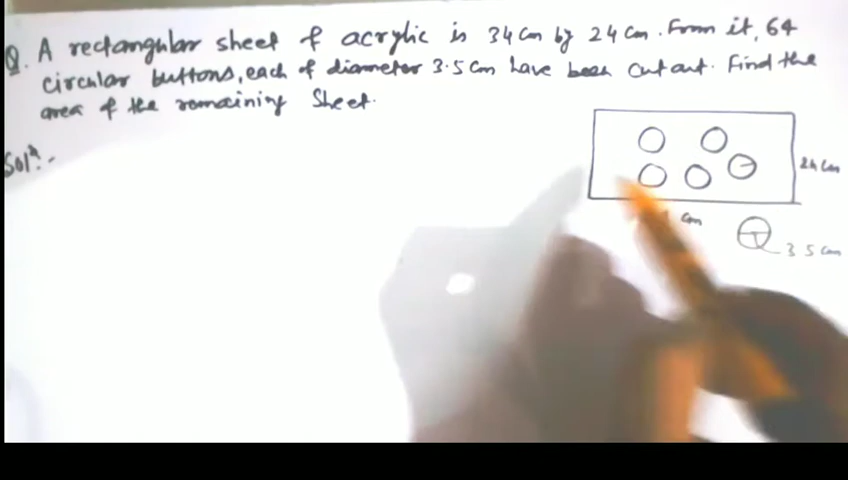 Q. A rectangular sheet of acrylic is 34 cm by 24 cm. From it, 64
circular buttons, each of diameter 3.5 cm have been cut out. Find the
area of the remaining sheet.
Solⁿ:-
24 cm
cm
3.5 cm